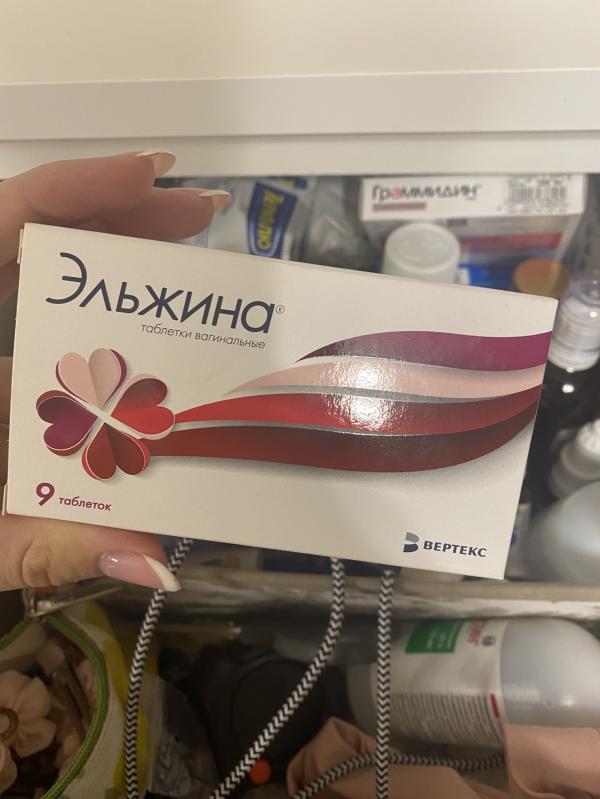 Граммидин
Эльжина®
таблетки вагинальные
9 таблеток
ВЕРТЕКС